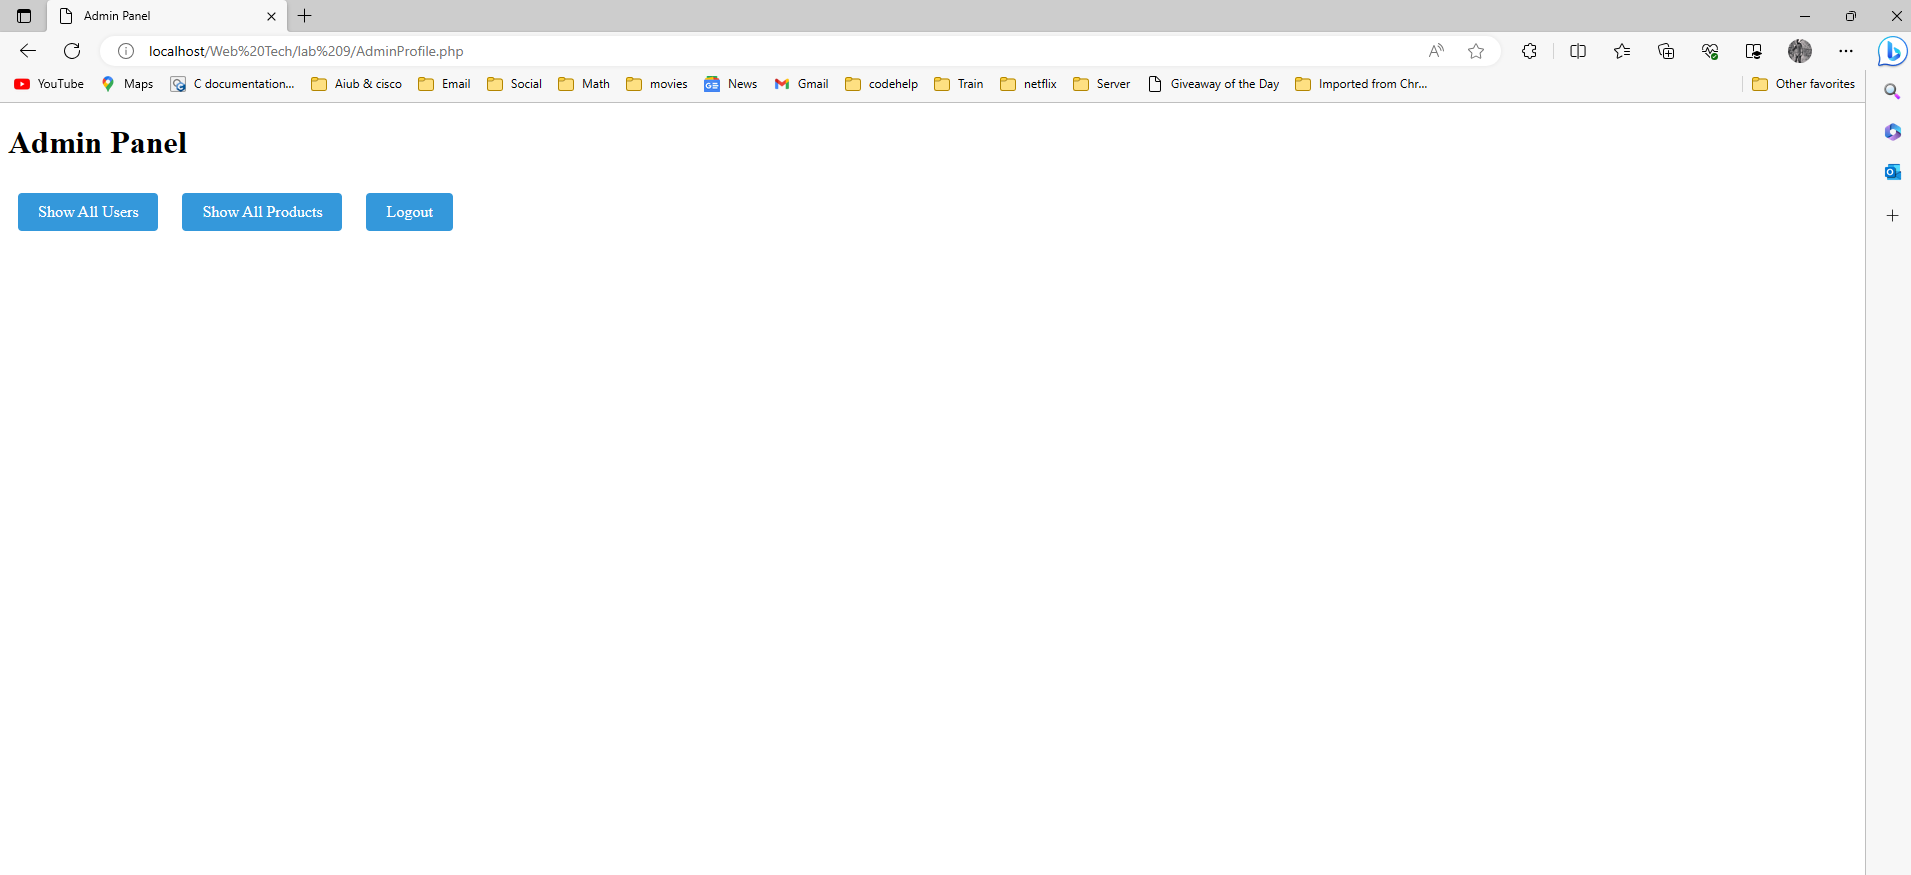 Admin Panel
localhost/Web%20Tech/lab%209/AdminProfile.php
YouTube Maps C documentation... Aiub & cisco Email Social Math movies News Gmail codehelp Train netflix Server Giveaway of the Day Imported from Chr... Other favorites
Admin Panel
Show All Users Show All Products Logout